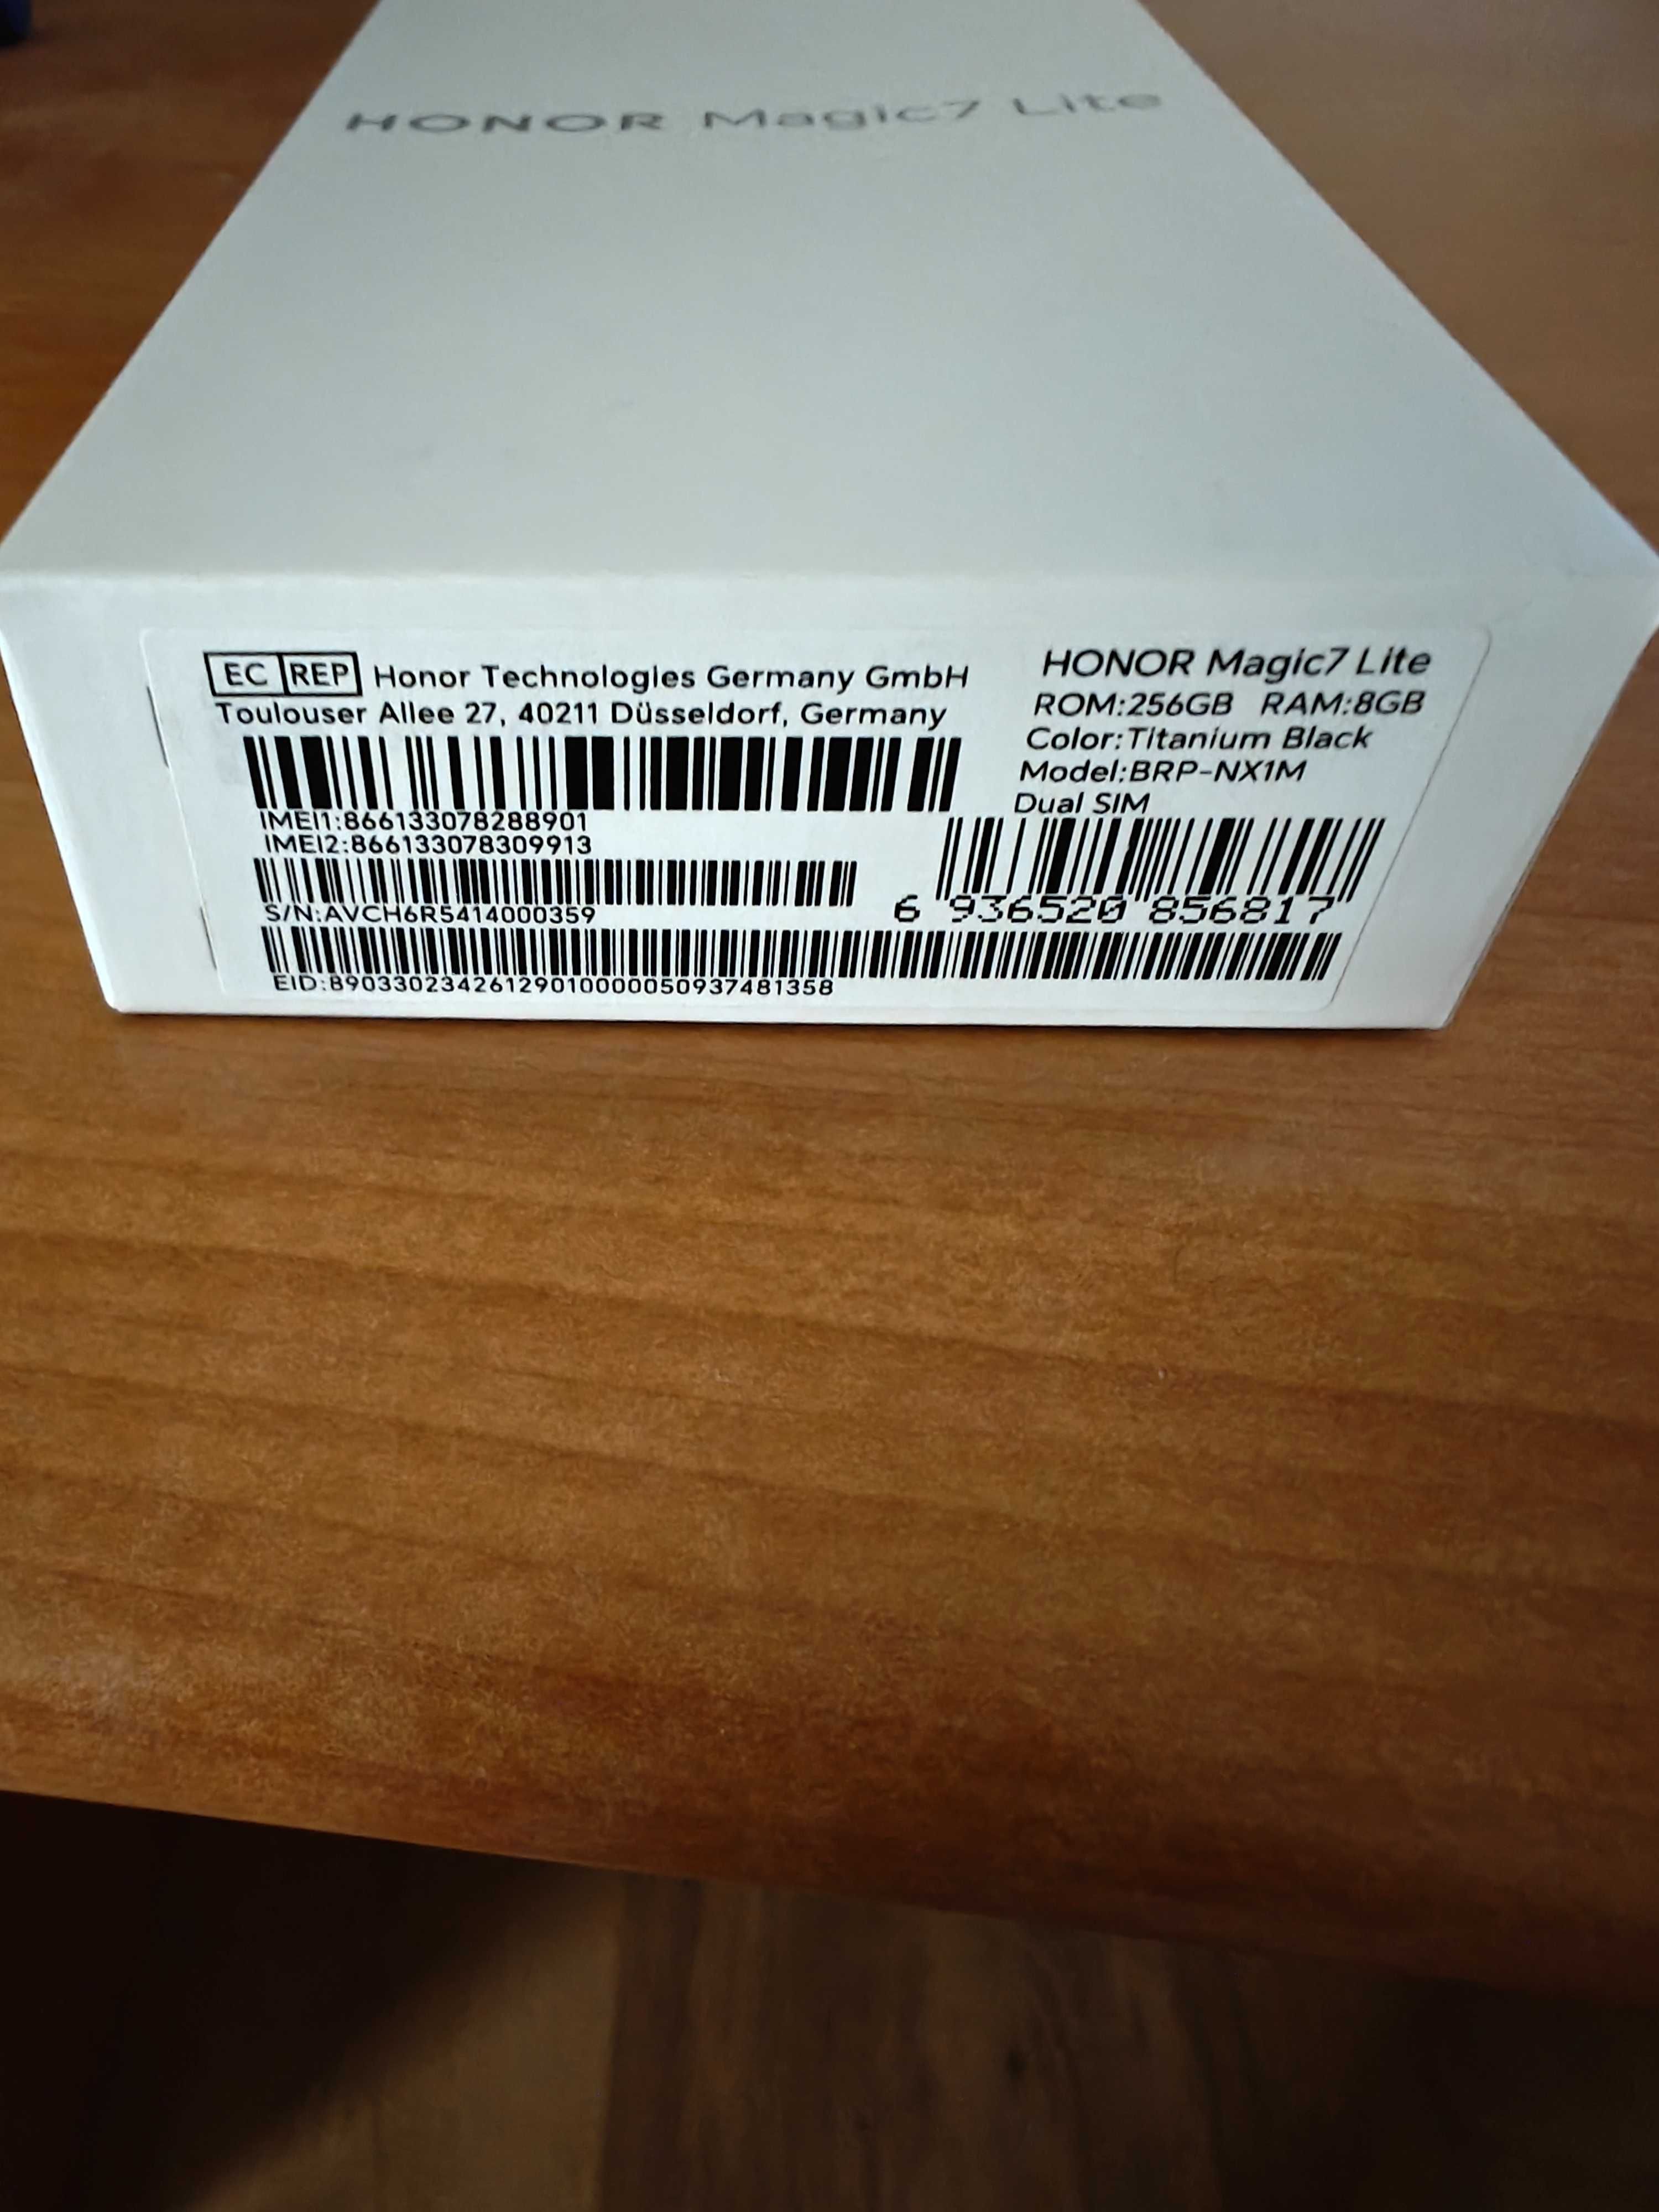 HONOR Magic7 Lite
EC REP Honor Technologies Germany GmbH
Toulouser Allee 27, 40211 Düsseldorf, Germany
IMEI1:866133078288901
IMEI2:866133078309913
S/N:AVCH6R5414000359
EID:89033023426129010000050937481358
HONOR Magic7 Lite
ROM:256GB RAM:8GB
Color:Titanium Black
Model:BRP-NX1M
Dual SIM
6 936520 856817